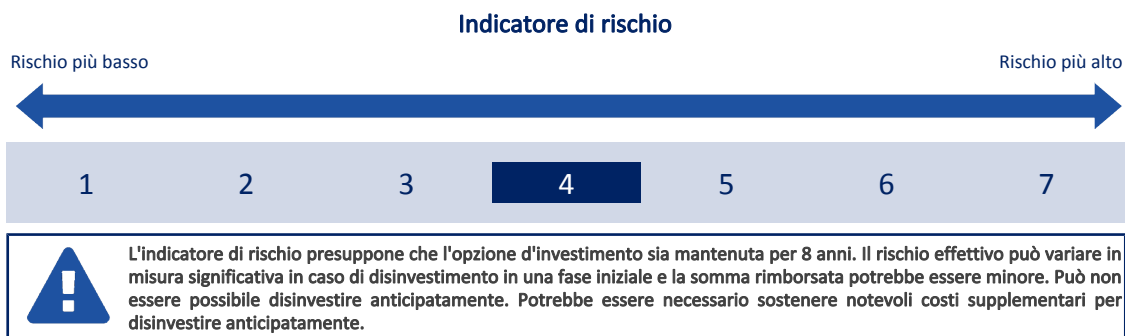 Indicatore di rischio
Rischio più basso
Rischio più alto
1 2 3 4 5 6 7
L'indicatore di rischio presuppone che l'opzione d'investimento sia mantenuta per 8 anni. Il rischio effettivo può variare in
misura significativa in caso di disinvestimento in una fase iniziale e la somma rimborsata potrebbe essere minore. Può non
essere possibile disinvestire anticipatamente. Potrebbe essere necessario sostenere notevoli costi supplementari per
disinvestire anticipatamente.